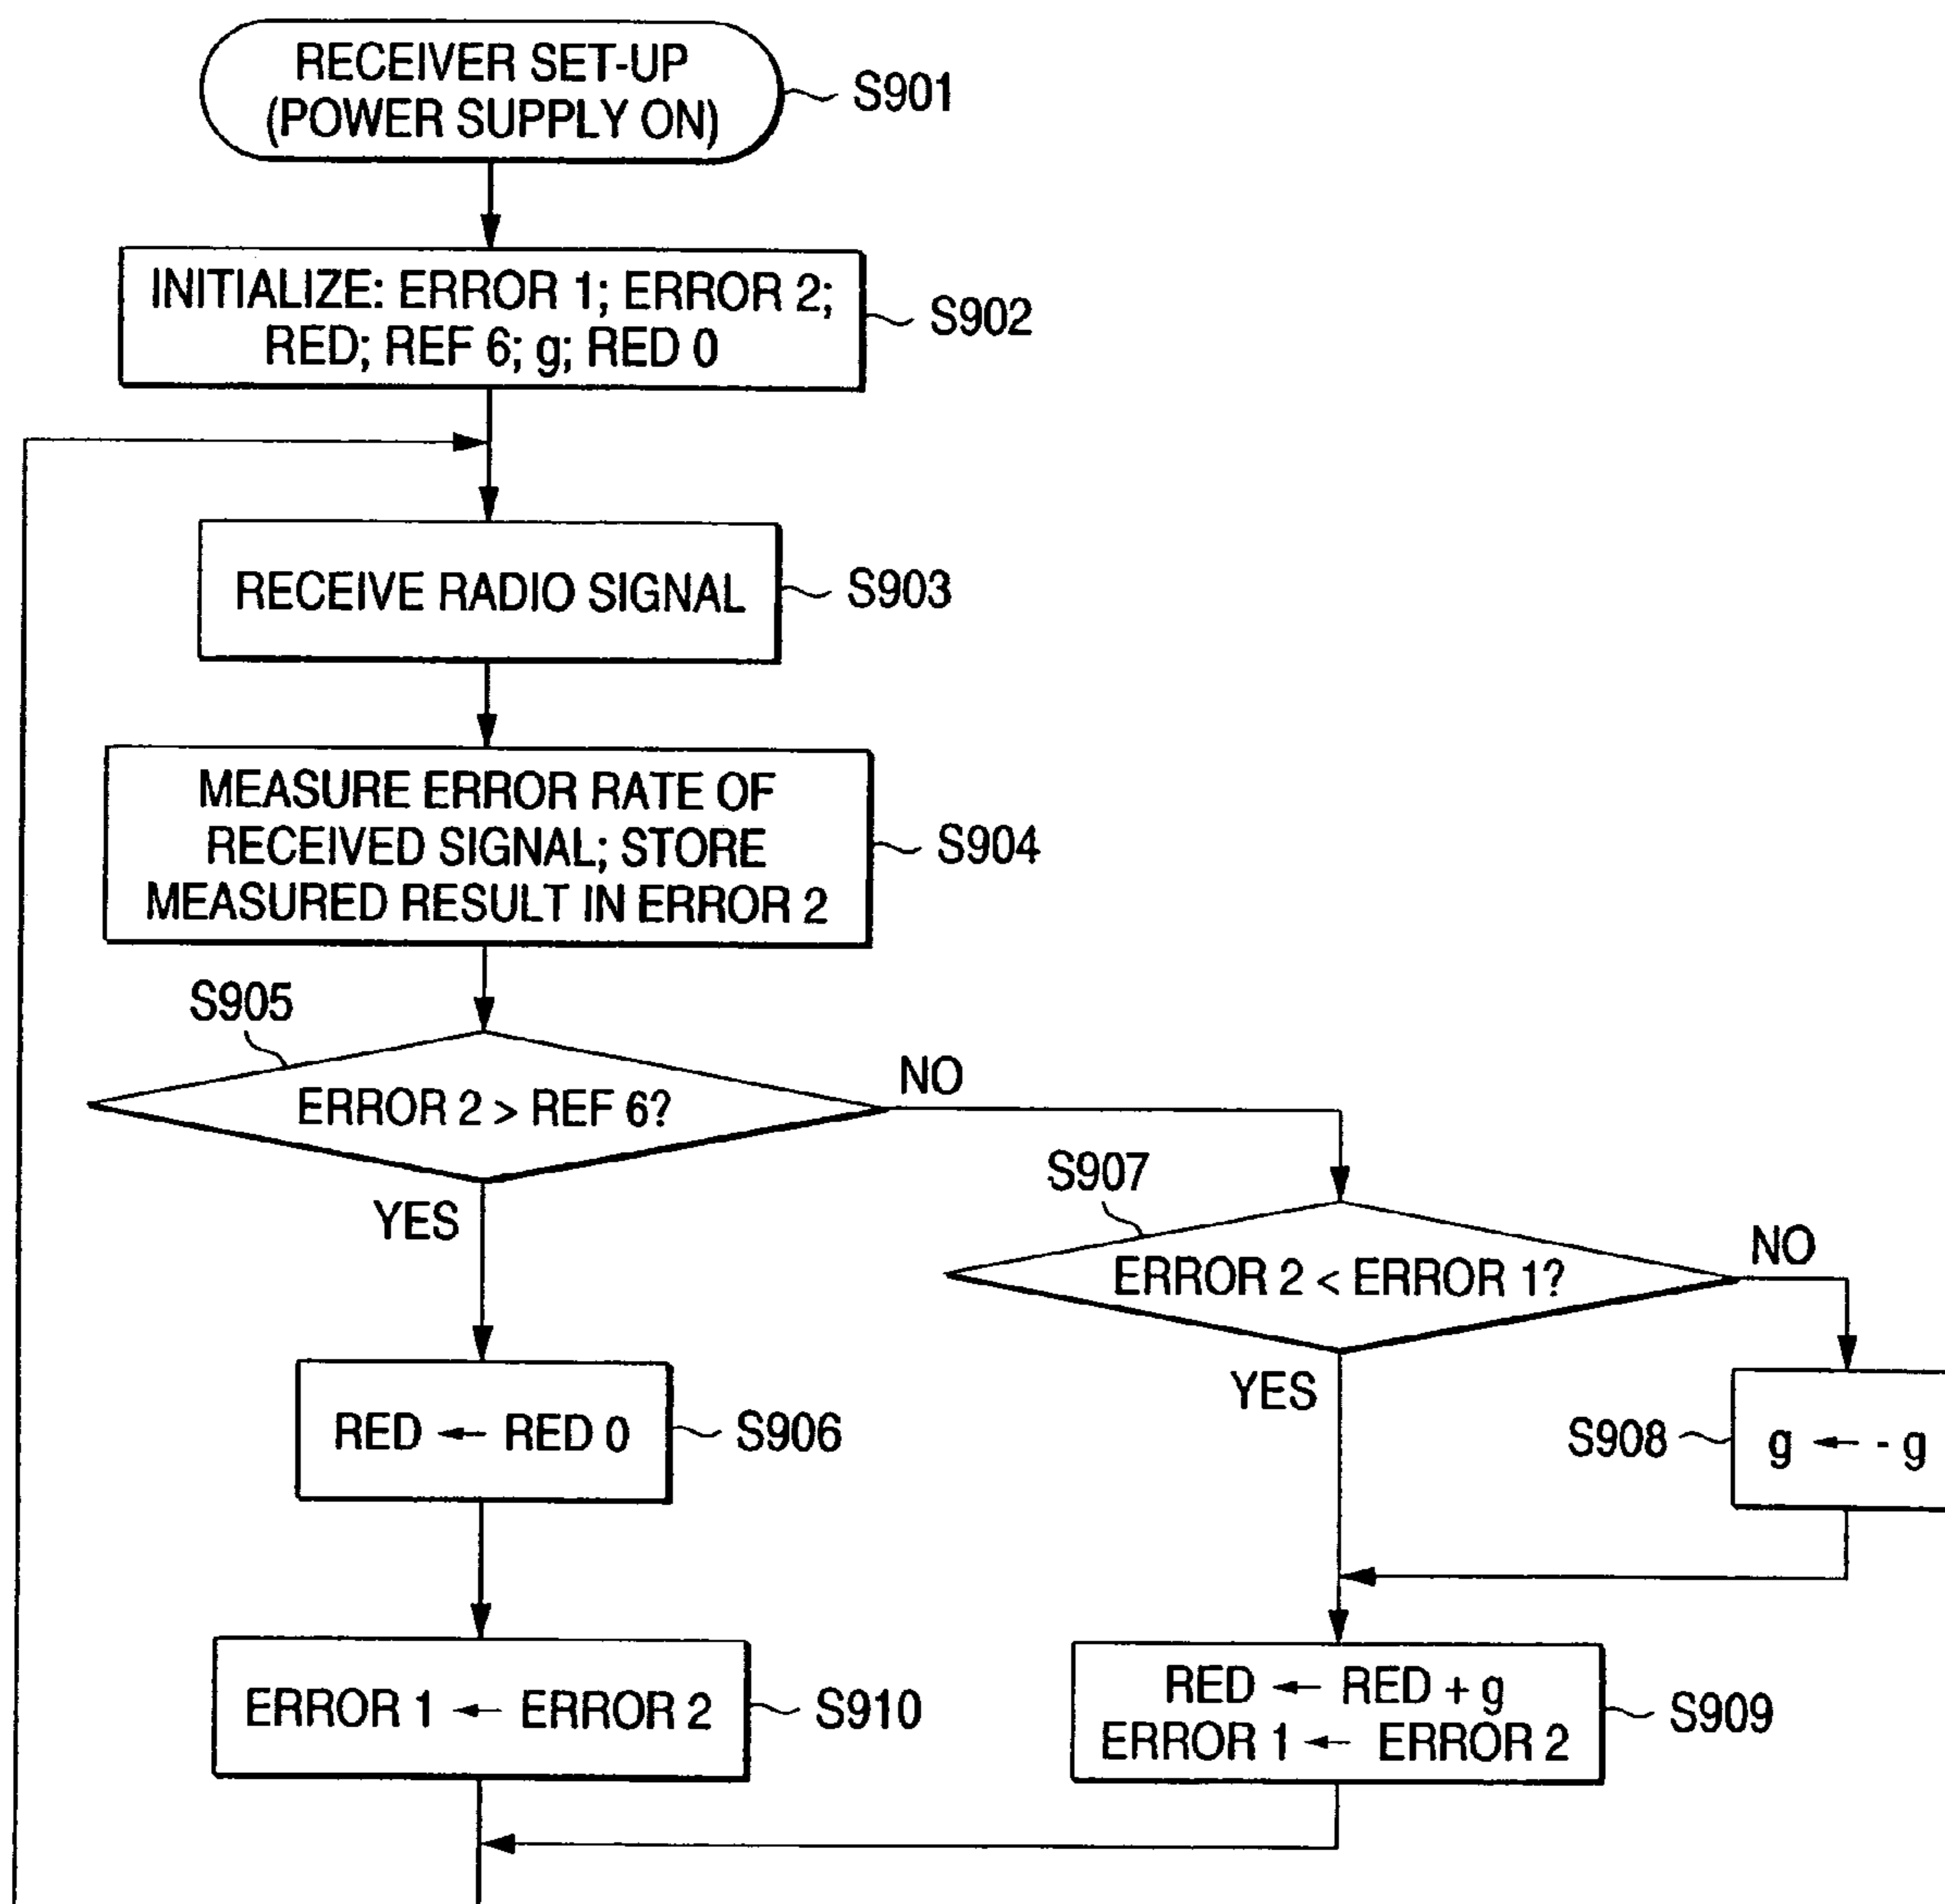 RECEIVER SET-UP
(POWER SUPPLY ON)
S901
INITIALIZE: ERROR 1; ERROR 2;
RED; REF 6; g; RED 0
S902
RECEIVE RADIO SIGNAL
S903
MEASURE ERROR RATE OF
RECEIVED SIGNAL; STORE
MEASURED RESULT IN ERROR 2
S904
S905
ERROR 2 > REF 6?
NO
YES
S907
ERROR 2 < ERROR 1?
NO
YES
RED ← RED 0
S906
S908
g ← - g
ERROR 1 ← ERROR 2
S910
RED ← RED + g
ERROR 1 ← ERROR 2
S909